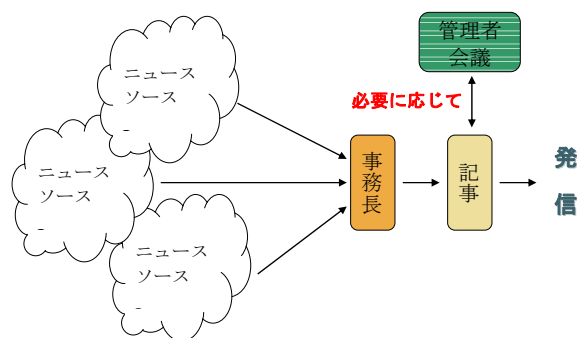 管理者
会議
必要に応じて
ニュース
ソース
ニュース
ソース
ニュース
ソース
事務長
記事
発信